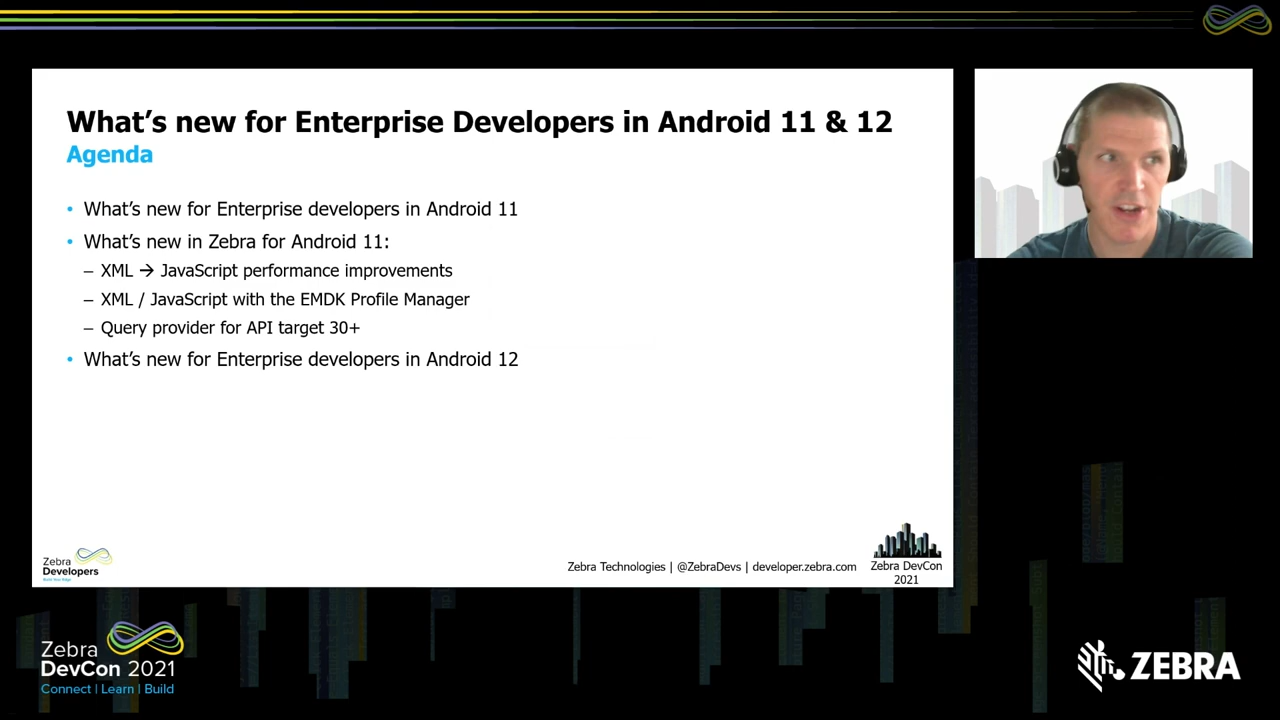 What's new for Enterprise Developers in Android 11 & 12
Agenda
• What's new for Enterprise developers in Android 11
• What's new in Zebra for Android 11:
– XML → JavaScript performance improvements
– XML / JavaScript with the EMDK Profile Manager
– Query provider for API target 30+
• What's new for Enterprise developers in Android 12
Zebra
Developers
Build Your Edge
Zebra Technologies | @ZebraDevs | developer.zebra.com
Zebra DevCon
2021
Zebra
DevCon 2021
Connect | Learn | Build
ZEBRA